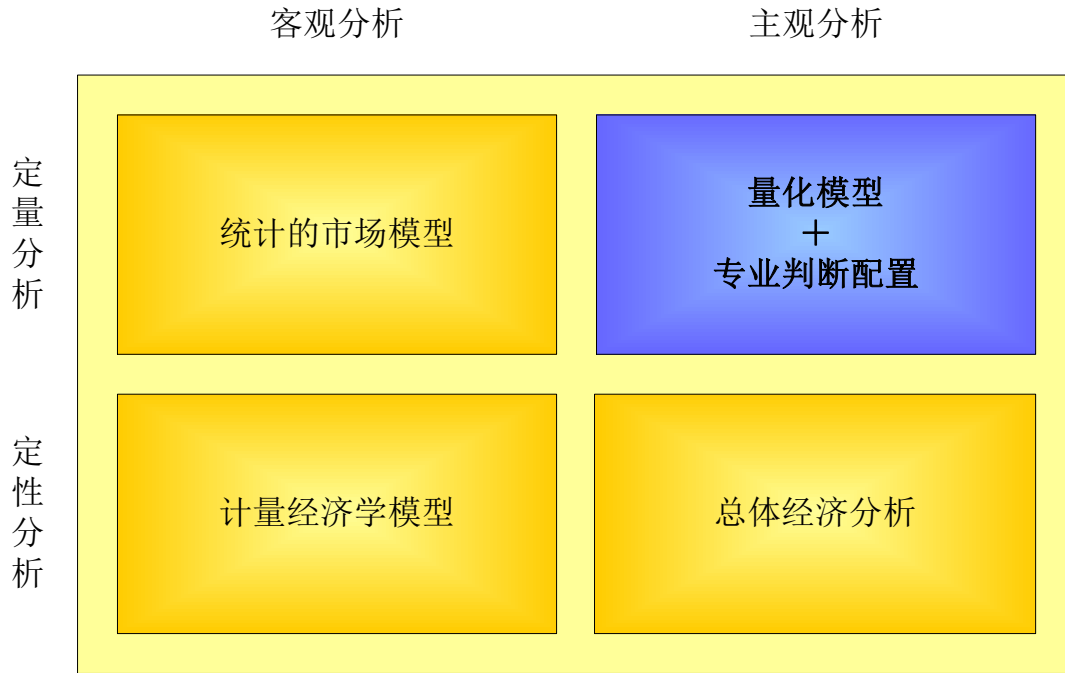 客观分析
主观分析
定量分析
统计的市场模型
量化模型
＋
专业判断配置
定性分析
计量经济学模型
总体经济分析